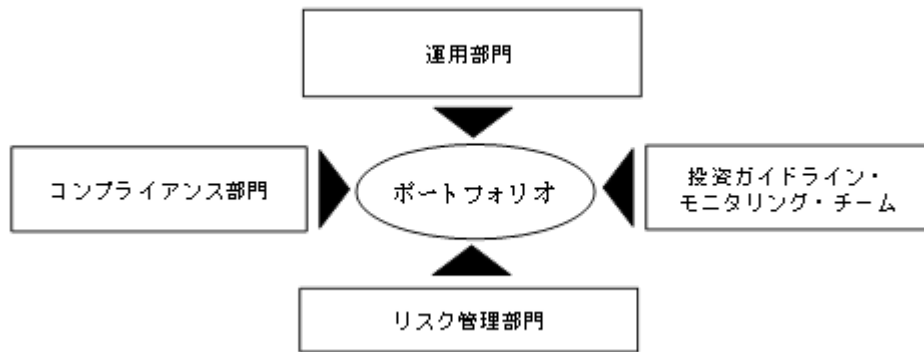 運用部門
コンプライアンス部門
ポートフォリオ
投資ガイドライン・
モニタリング・チーム
リスク管理部門